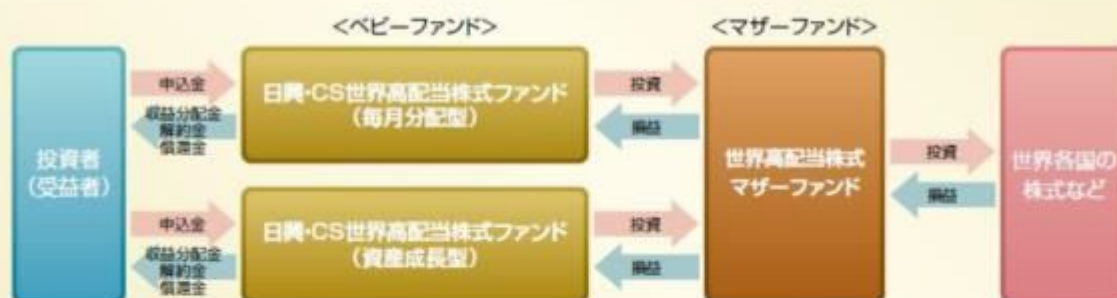 <ベビーファンド>
<マザーファンド>
投資者
(受益者)
申込金
収益分配金
解約金
償還金
日興・CS世界高配当株式ファンド
(毎月分配型)
投資
損益
申込金
収益分配金
解約金
償還金
日興・CS世界高配当株式ファンド
(資産成長型)
投資
損益
世界高配当株式
マザーファンド
投資
損益
世界各国の
株式など